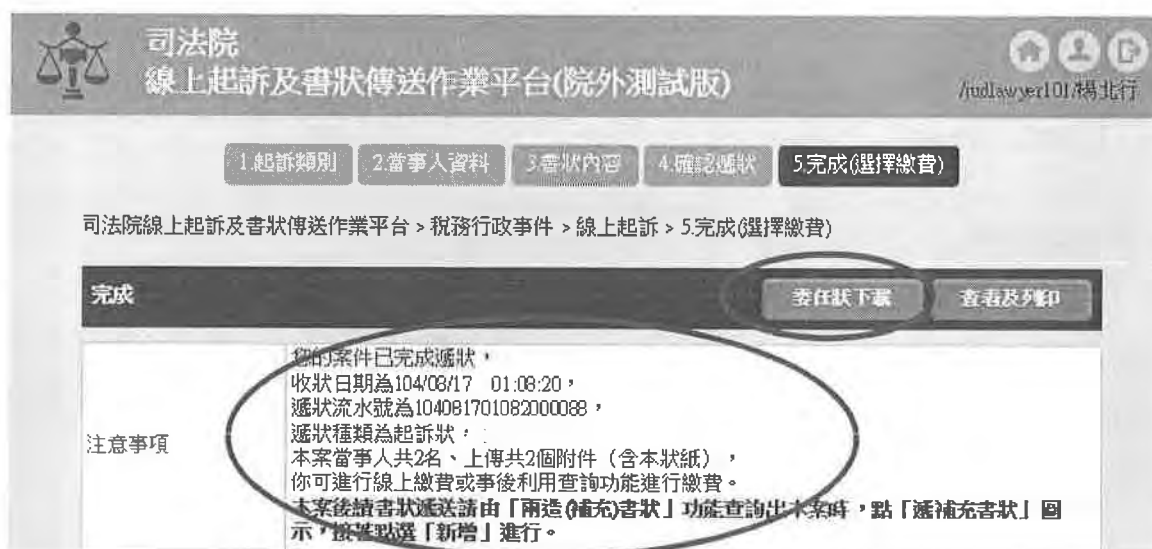 司法院
線上起訴及書狀傳送作業平台(院外測試版)
/judlawyer101/楊北行
1.起訴類別
2.當事人資料
3.書狀內容
4.確認遞狀
5.完成(選擇繳費)
司法院線上起訴及書狀傳送作業平台 > 稅務行政事件 > 線上起訴 > 5.完成(選擇繳費)
完成
委任狀下載
查看及列印
注意事項
您的案件已完成遞狀，
收狀日期為104/08/17 01:08:20，
遞狀流水號為104081701082000088，
遞狀種類為起訴狀，
本案當事人共2名、上傳共2個附件（含本狀紙），
你可進行線上繳費或事後利用查詢功能進行繳費。
本案後續書狀遞送請由「兩造(補充)書狀」功能查詢出本案時，點「遞補充書狀」圖
示，接著點選「新增」進行。